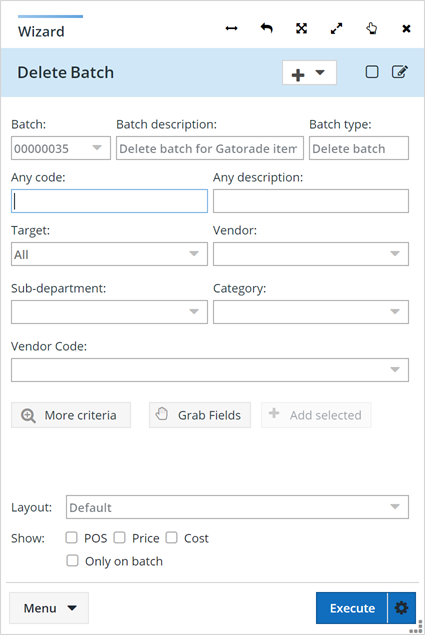 Wizard
Delete Batch
Batch: Batch description: Batch type:
00000035 Delete batch for Gatorade item Delete batch
Any code: Any description:
Target: Vendor:
All
Sub-department: Category:
Vendor Code:
More criteria Grab Fields Add selected
Layout: Default
Show: POS Price Cost
Only on batch
Menu Execute